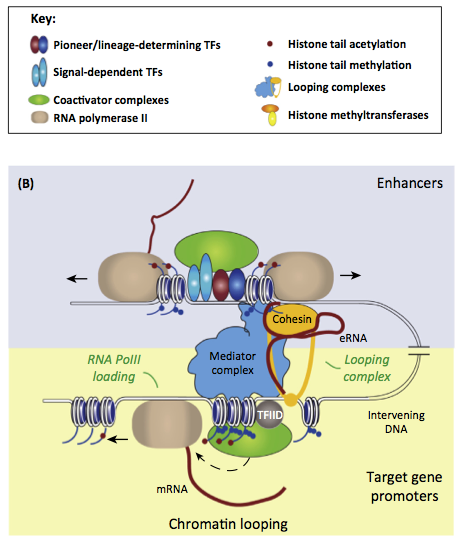 Key:
Pioneer/lineage-determining TFs
Signal-dependent TFs
Coactivator complexes
RNA polymerase II
Histone tail acetylation
Histone tail methylation
Looping complexes
Histone methyltransferases
(B)
Enhancers
Cohesin
eRNA
RNA PolII
loading
Mediator
complex
Looping
complex
TFIID
Intervening
DNA
mRNA
Target gene
promoters
Chromatin looping